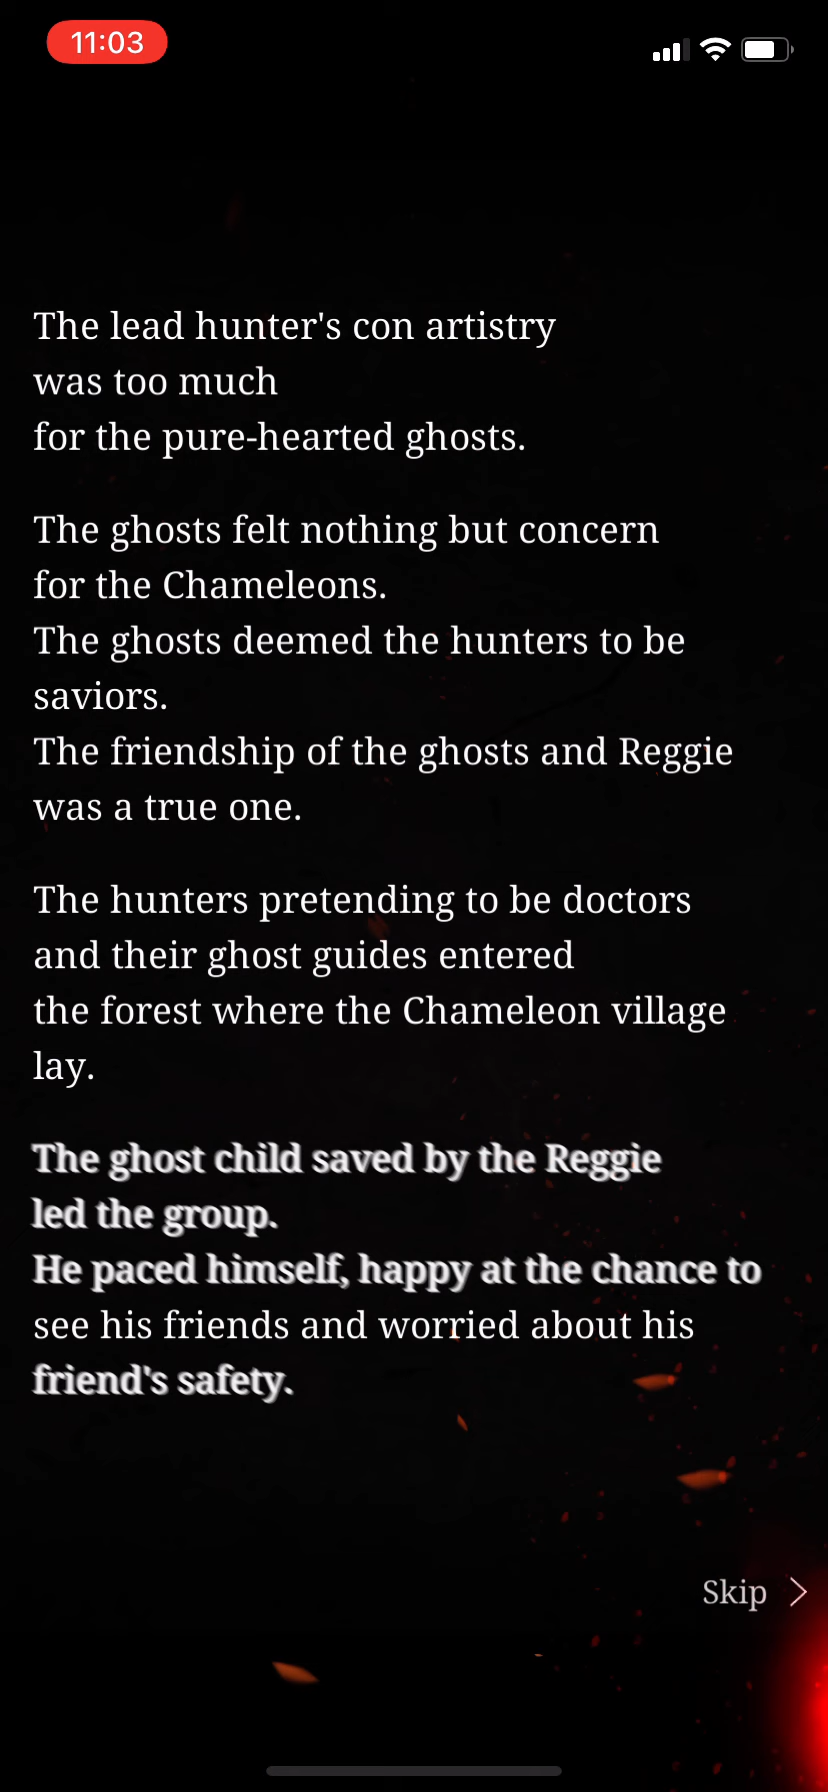 11:03
The lead hunter's con artistry
was too much
for the pure-hearted ghosts.
The ghosts felt nothing but concern
for the Chameleons.
The ghosts deemed the hunters to be
saviors.
The friendship of the ghosts and Reggie
was a true one.
The hunters pretending to be doctors
and their ghost guides entered
the forest where the Chameleon village
lay.
The ghost child saved by the Reggie
led the group.
He paced himself, happy at the chance to
see his friends and worried about his
friend's safety.
Skip